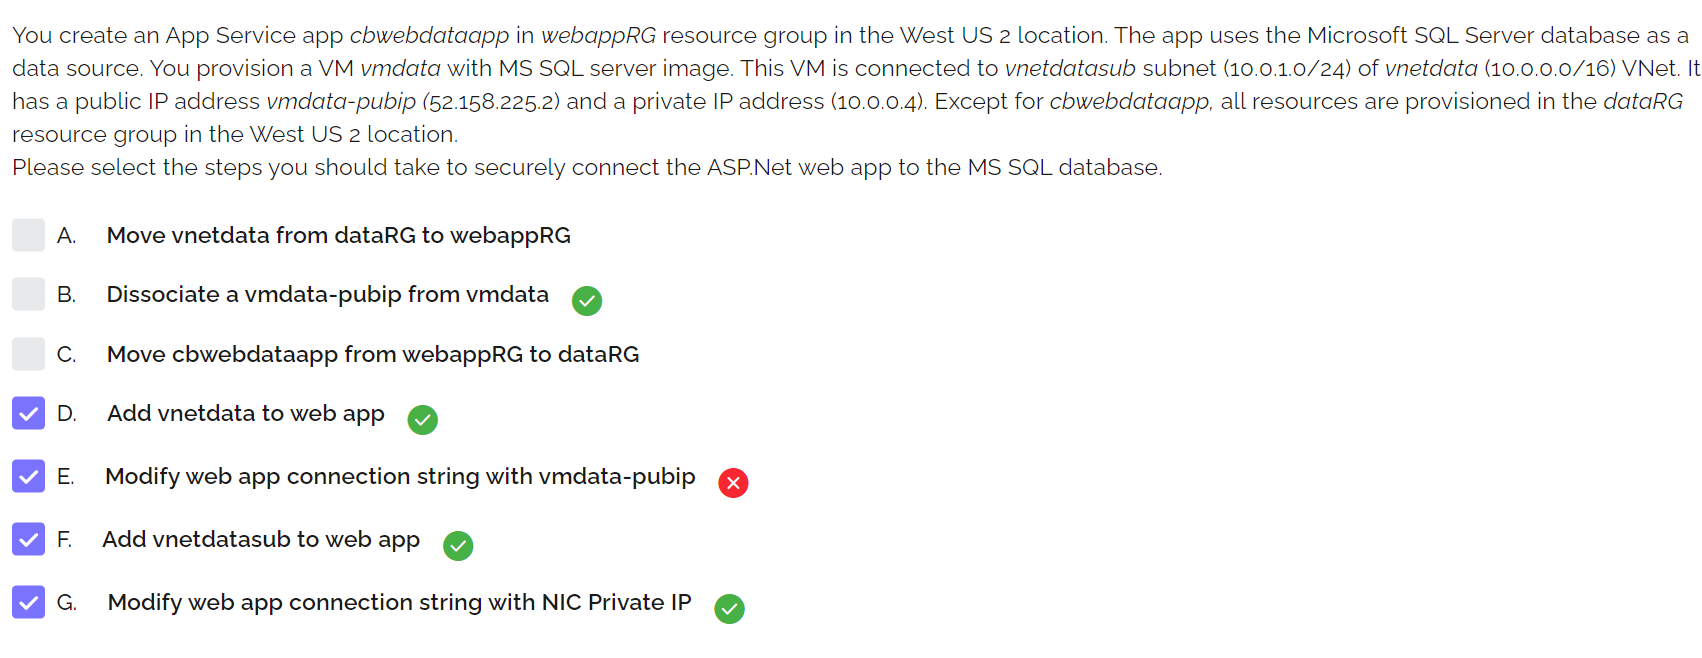 You create an App Service app cbwebdataapp in webappRG resource group in the West US 2 location. The app uses the Microsoft SQL Server database as a
data source. You provision a VM vmdata with MS SQL server image. This VM is connected to vnetdatasub subnet (10.0.1.0/24) of vnetdata (10.0.0.0/16) VNet. It
has a public IP address vmdata-pubip (52.158.225.2) and a private IP address (10.0.0.4). Except for cbwebdataapp, all resources are provisioned in the dataRG
resource group in the West US 2 location.
Please select the steps you should take to securely connect the ASP.Net web app to the MS SQL database.
A. Move vnetdata from dataRG to webappRG
B. Dissociate a vmdata-pubip from vmdata
C. Move cbwebdataapp from webappRG to dataRG
D. Add vnetdata to web app
E. Modify web app connection string with vmdata-pubip
F. Add vnetdatasub to web app
G. Modify web app connection string with NIC Private IP